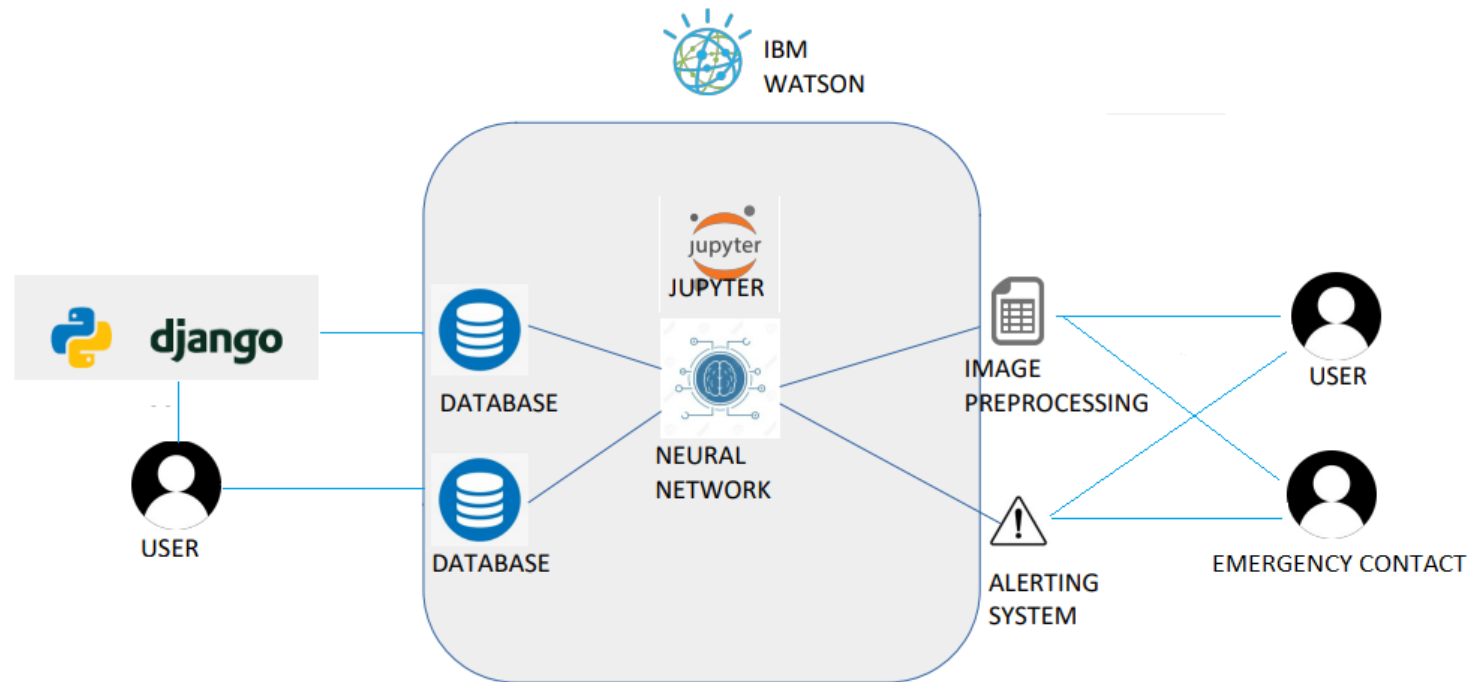 IBM
WATSON
jupyter
JUPYTER
django
DATABASE
IMAGE
PREPROCESSING
USER
NEURAL
NETWORK
USER
DATABASE
ALERTING
SYSTEM
EMERGENCY CONTACT